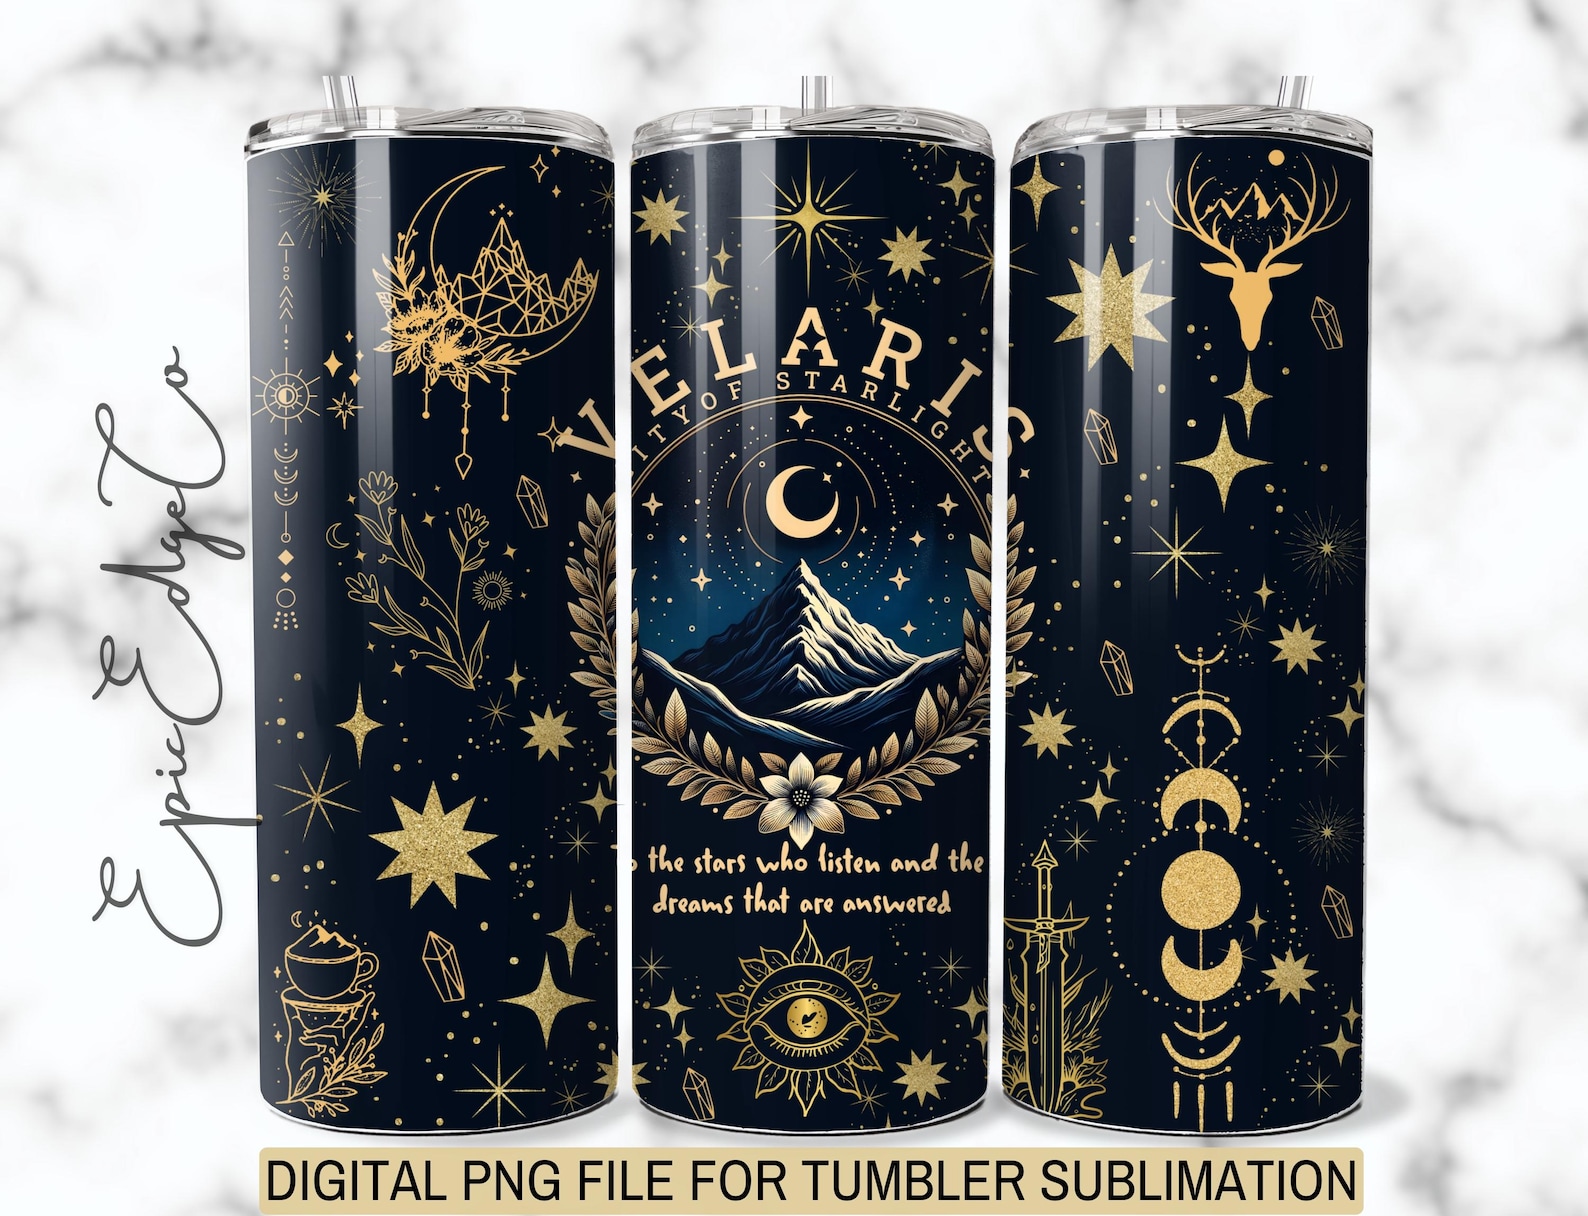 VELARIS
CITY OF STARLIGHT
the stars who listen and the
dreams that are answered
EpicEdgeCo
DIGITAL PNG FILE FOR TUMBLER SUBLIMATION